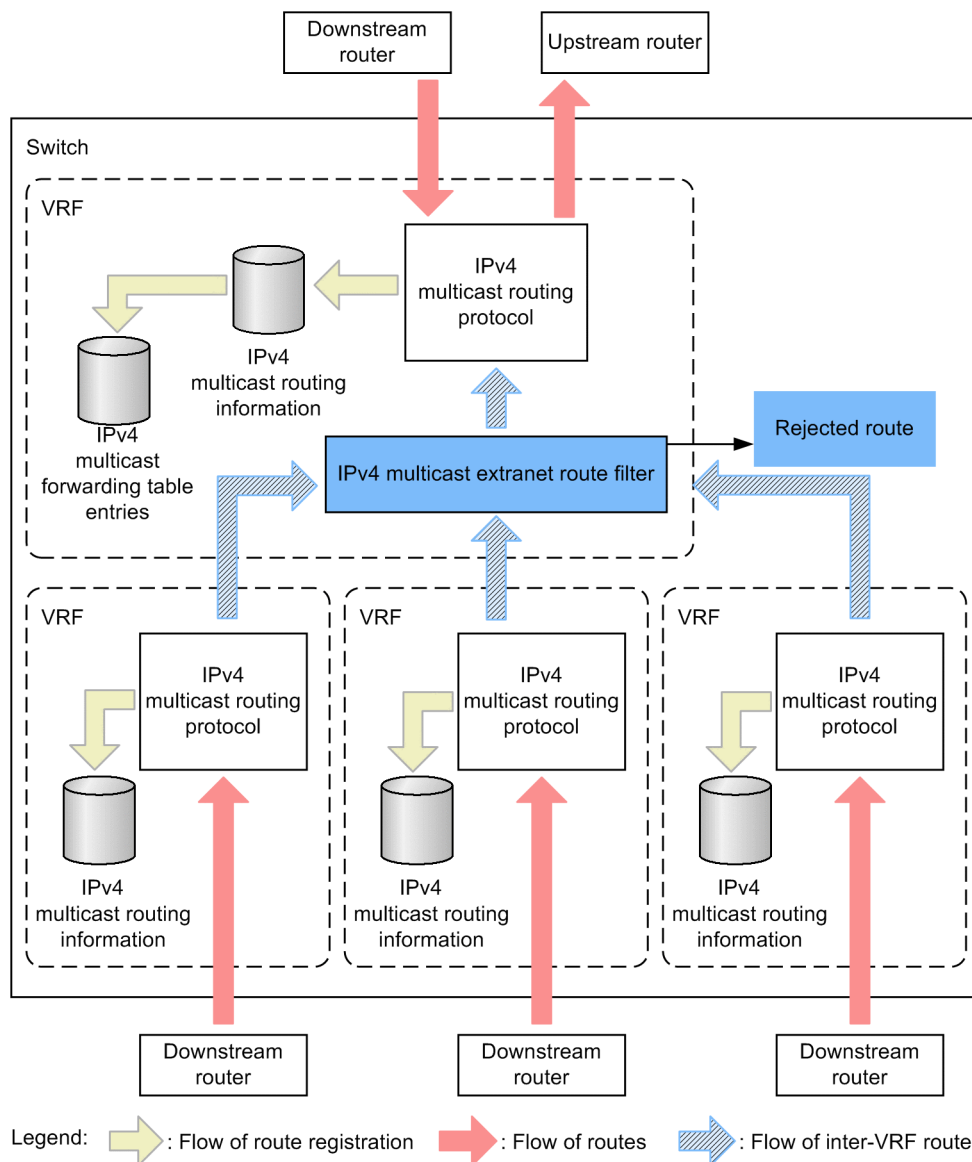 Downstream
router
Upstream router
Switch
VRF
IPv4
multicast routing
protocol
IPv4
multicast routing
information
IPv4
multicast
forwarding table
entries
IPv4 multicast extranet route filter
Rejected route
VRF
IPv4
multicast routing
protocol
IPv4
multicast routing
information
VRF
IPv4
multicast routing
protocol
IPv4
multicast routing
information
VRF
IPv4
multicast routing
protocol
IPv4
multicast routing
information
Downstream
router
Downstream
router
Downstream
router
Legend: : Flow of route registration : Flow of routes : Flow of inter-VRF route